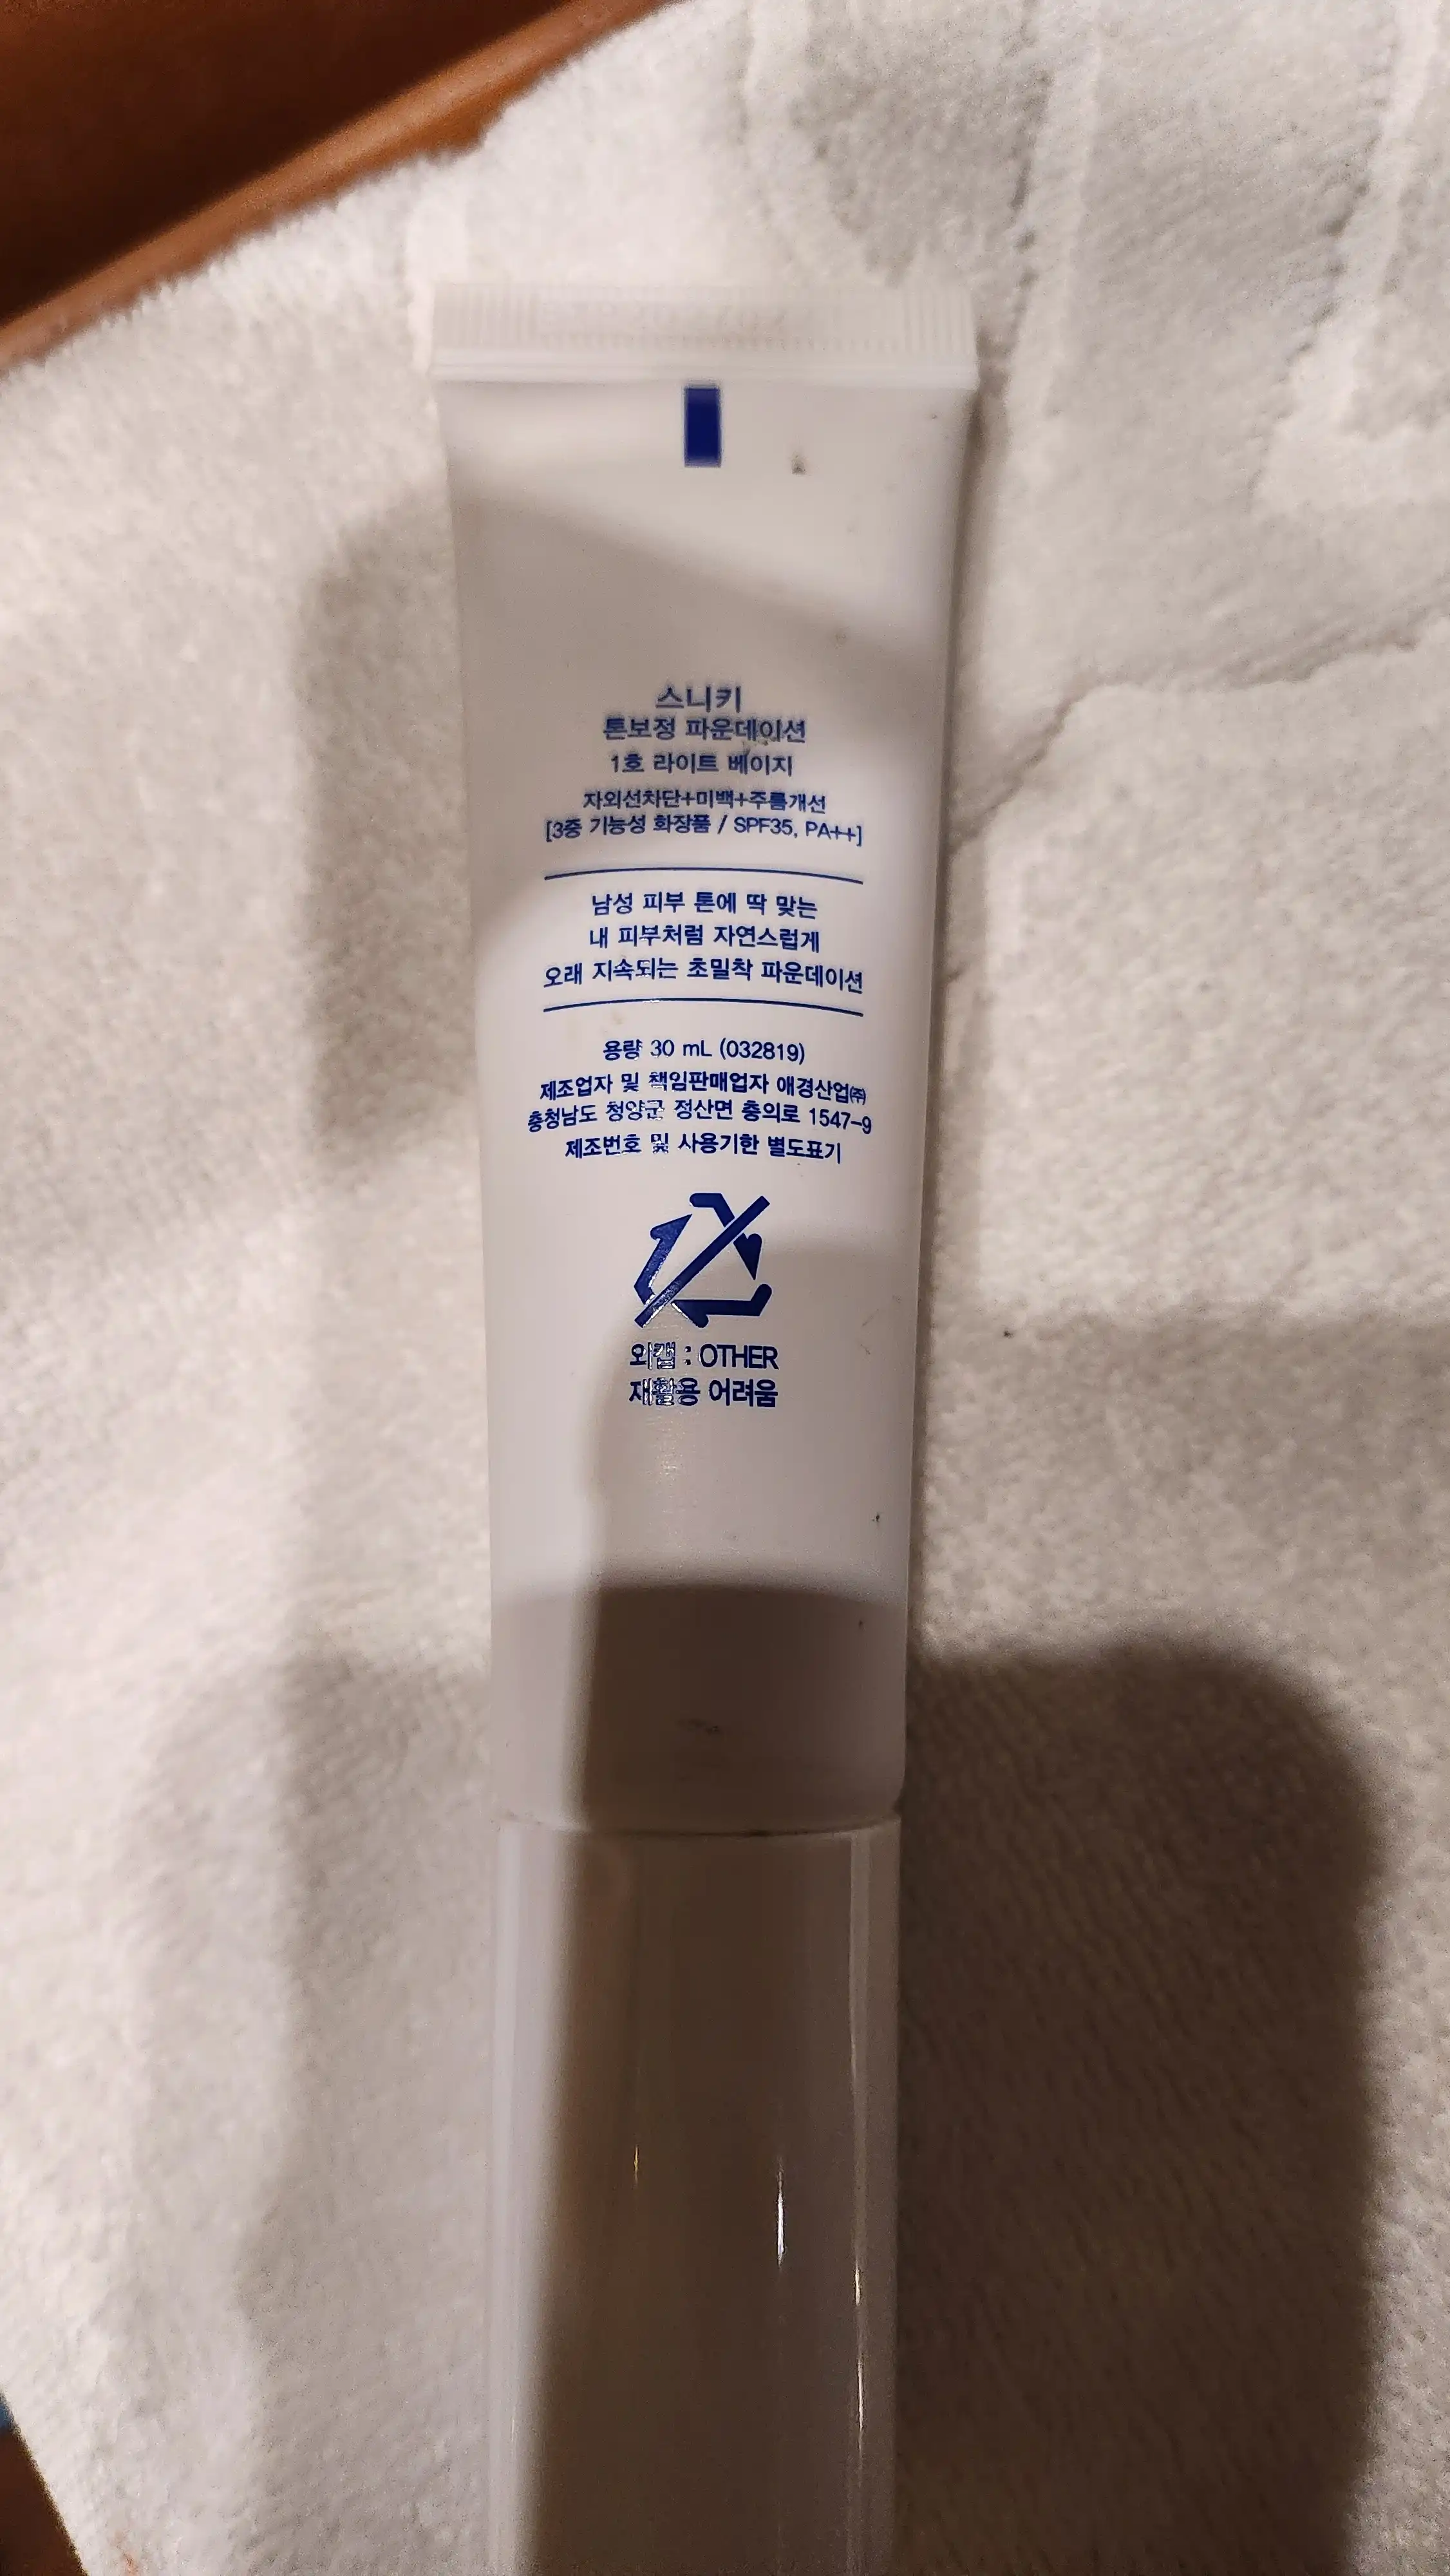 스니키
톤보정 파운데이션
1호 라이트 베이지
자외선차단+미백+주름개선
[3중 기능성 화장품 / SPF35, PA++]
남성 피부 톤에 딱 맞는
내 피부처럼 자연스럽게
오래 지속되는 초밀착 파운데이션
용량 30 mL (032819)
제조업자 및 책임판매업자 애경산업㈜
충청남도 청양군 정산면 충의로 1547-9
제조번호 및 사용기한 별도표기
외캡 : OTHER
재활용 어려움